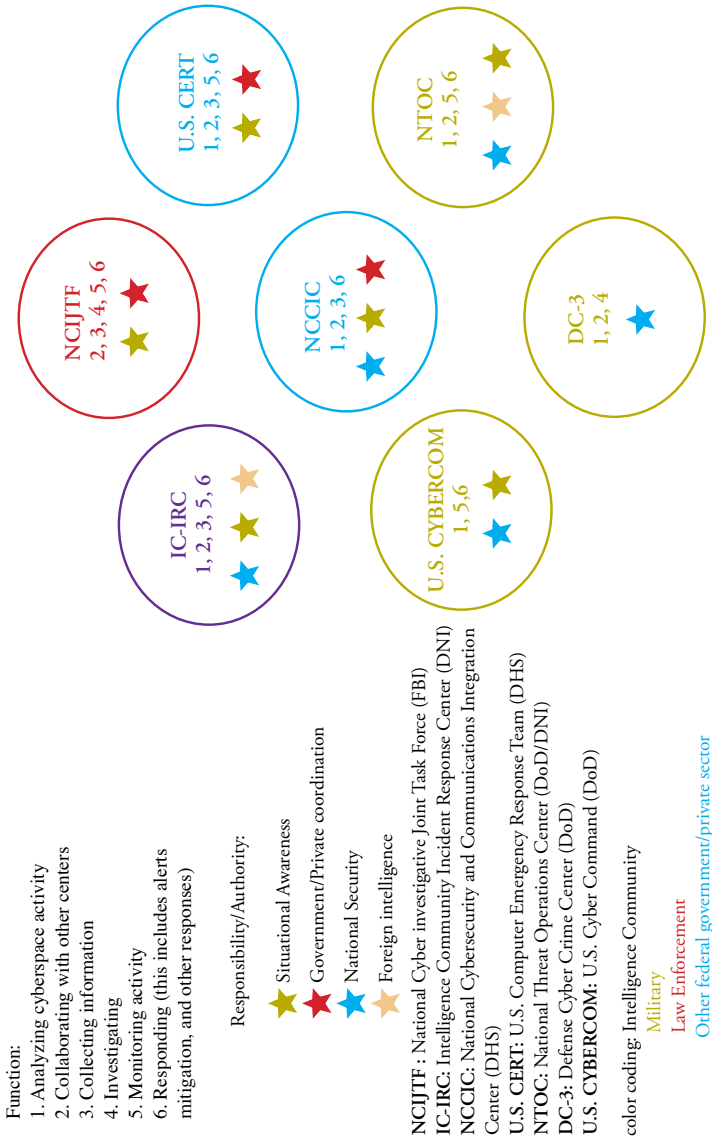 Function:
1. Analyzing cyberspace activity
2. Collaborating with other centers
3. Collecting information
4. Investigating
5. Monitoring activity
6. Responding (this includes alerts
mitigation, and other responses)
Responsibility/Authority:
Situational Awareness
Government/Private coordination
National Security
Foreign intelligence
NCIJTF : National Cyber investigative Joint Task Force (FBI)
IC-IRC: Intelligence Community Incident Response Center (DNI)
NCCIC: National Cybersecurity and Communications Integration
Center (DHS)
U.S. CERT: U.S. Computer Emergency Response Team (DHS)
NTOC: National Threat Operations Center (DoD/DNI)
DC-3: Defense Cyber Crime Center (DoD)
U.S. CYBERCOM: U.S. Cyber Command (DoD)
color coding: Intelligence Community
Military
Law Enforcement
Other federal government/private sector
NCIJTF
2, 3, 4, 5, 6
IC-IRC
1, 2, 3, 5, 6
U.S. CERT
1, 2, 3, 5, 6
NCCIC
1, 2, 3, 6
U.S. CYBERCOM
1, 5,6
NTOC
1, 2, 5, 6
DC-3
1, 2, 4